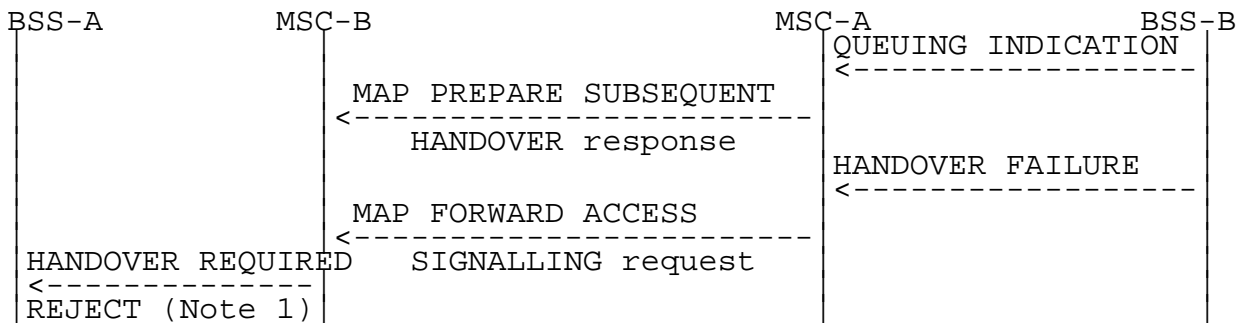 BSS-A MSC-B MSC-A BSS-B
QUEUING INDICATION
MAP PREPARE SUBSEQUENT
HANDOVER response
HANDOVER FAILURE
MAP FORWARD ACCESS
HANDOVER REQUIRED SIGNALLING request
REJECT (Note 1)